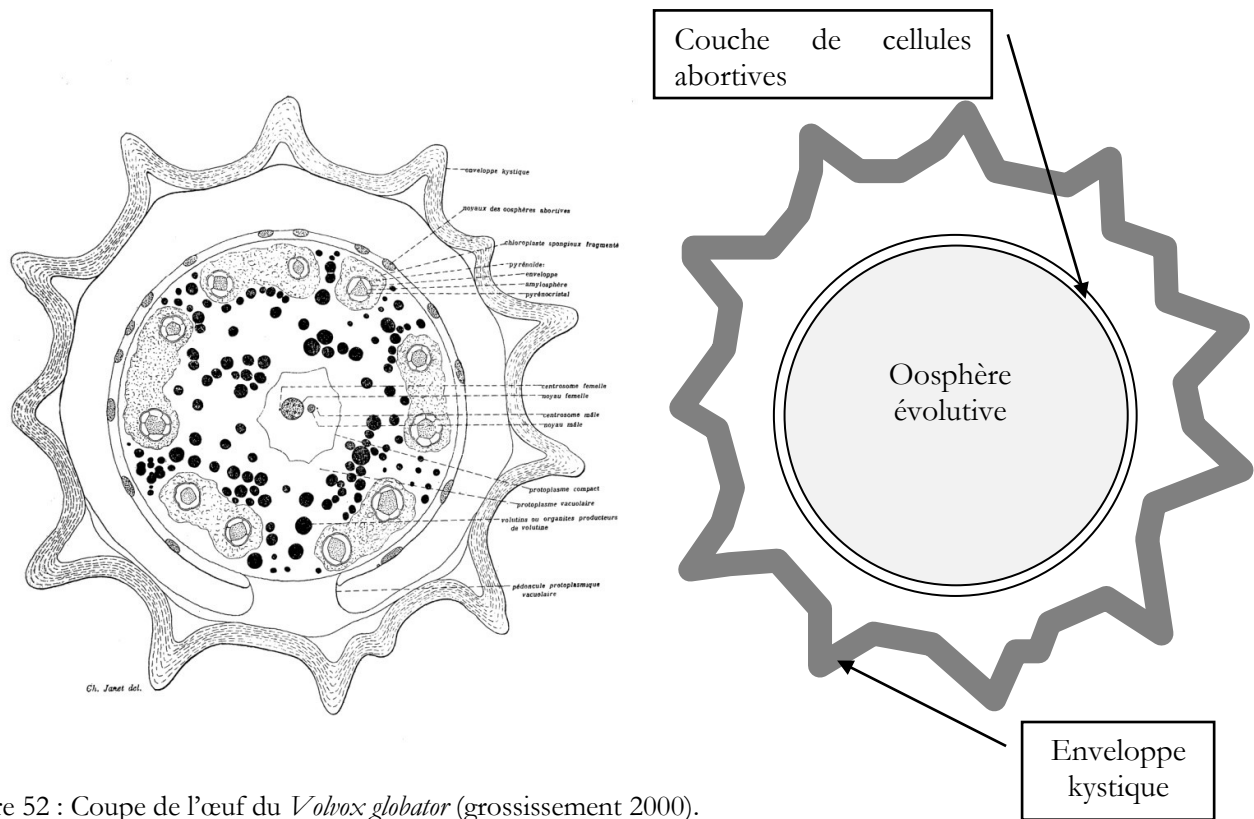 Couche de cellules
abortives
enveloppe kystique
noyaux des oosphères abortives
chloroplaste spongieux fragmenté
pyrénoïde
enveloppe
amylosphère
pyrénocristal
centrosome femelle
noyau femelle
centrosome mâle
noyau mâle
protoplasme compact
protoplasme vacuolaire
volutins ou organites producteurs
de volutine
pédoncule protoplasmique
vacuolaire
Ch. Janet del.
Oosphère
évolutive
Enveloppe
kystique
re 52 : Coupe de l’œuf du Volvox globator (grossissement 2000).